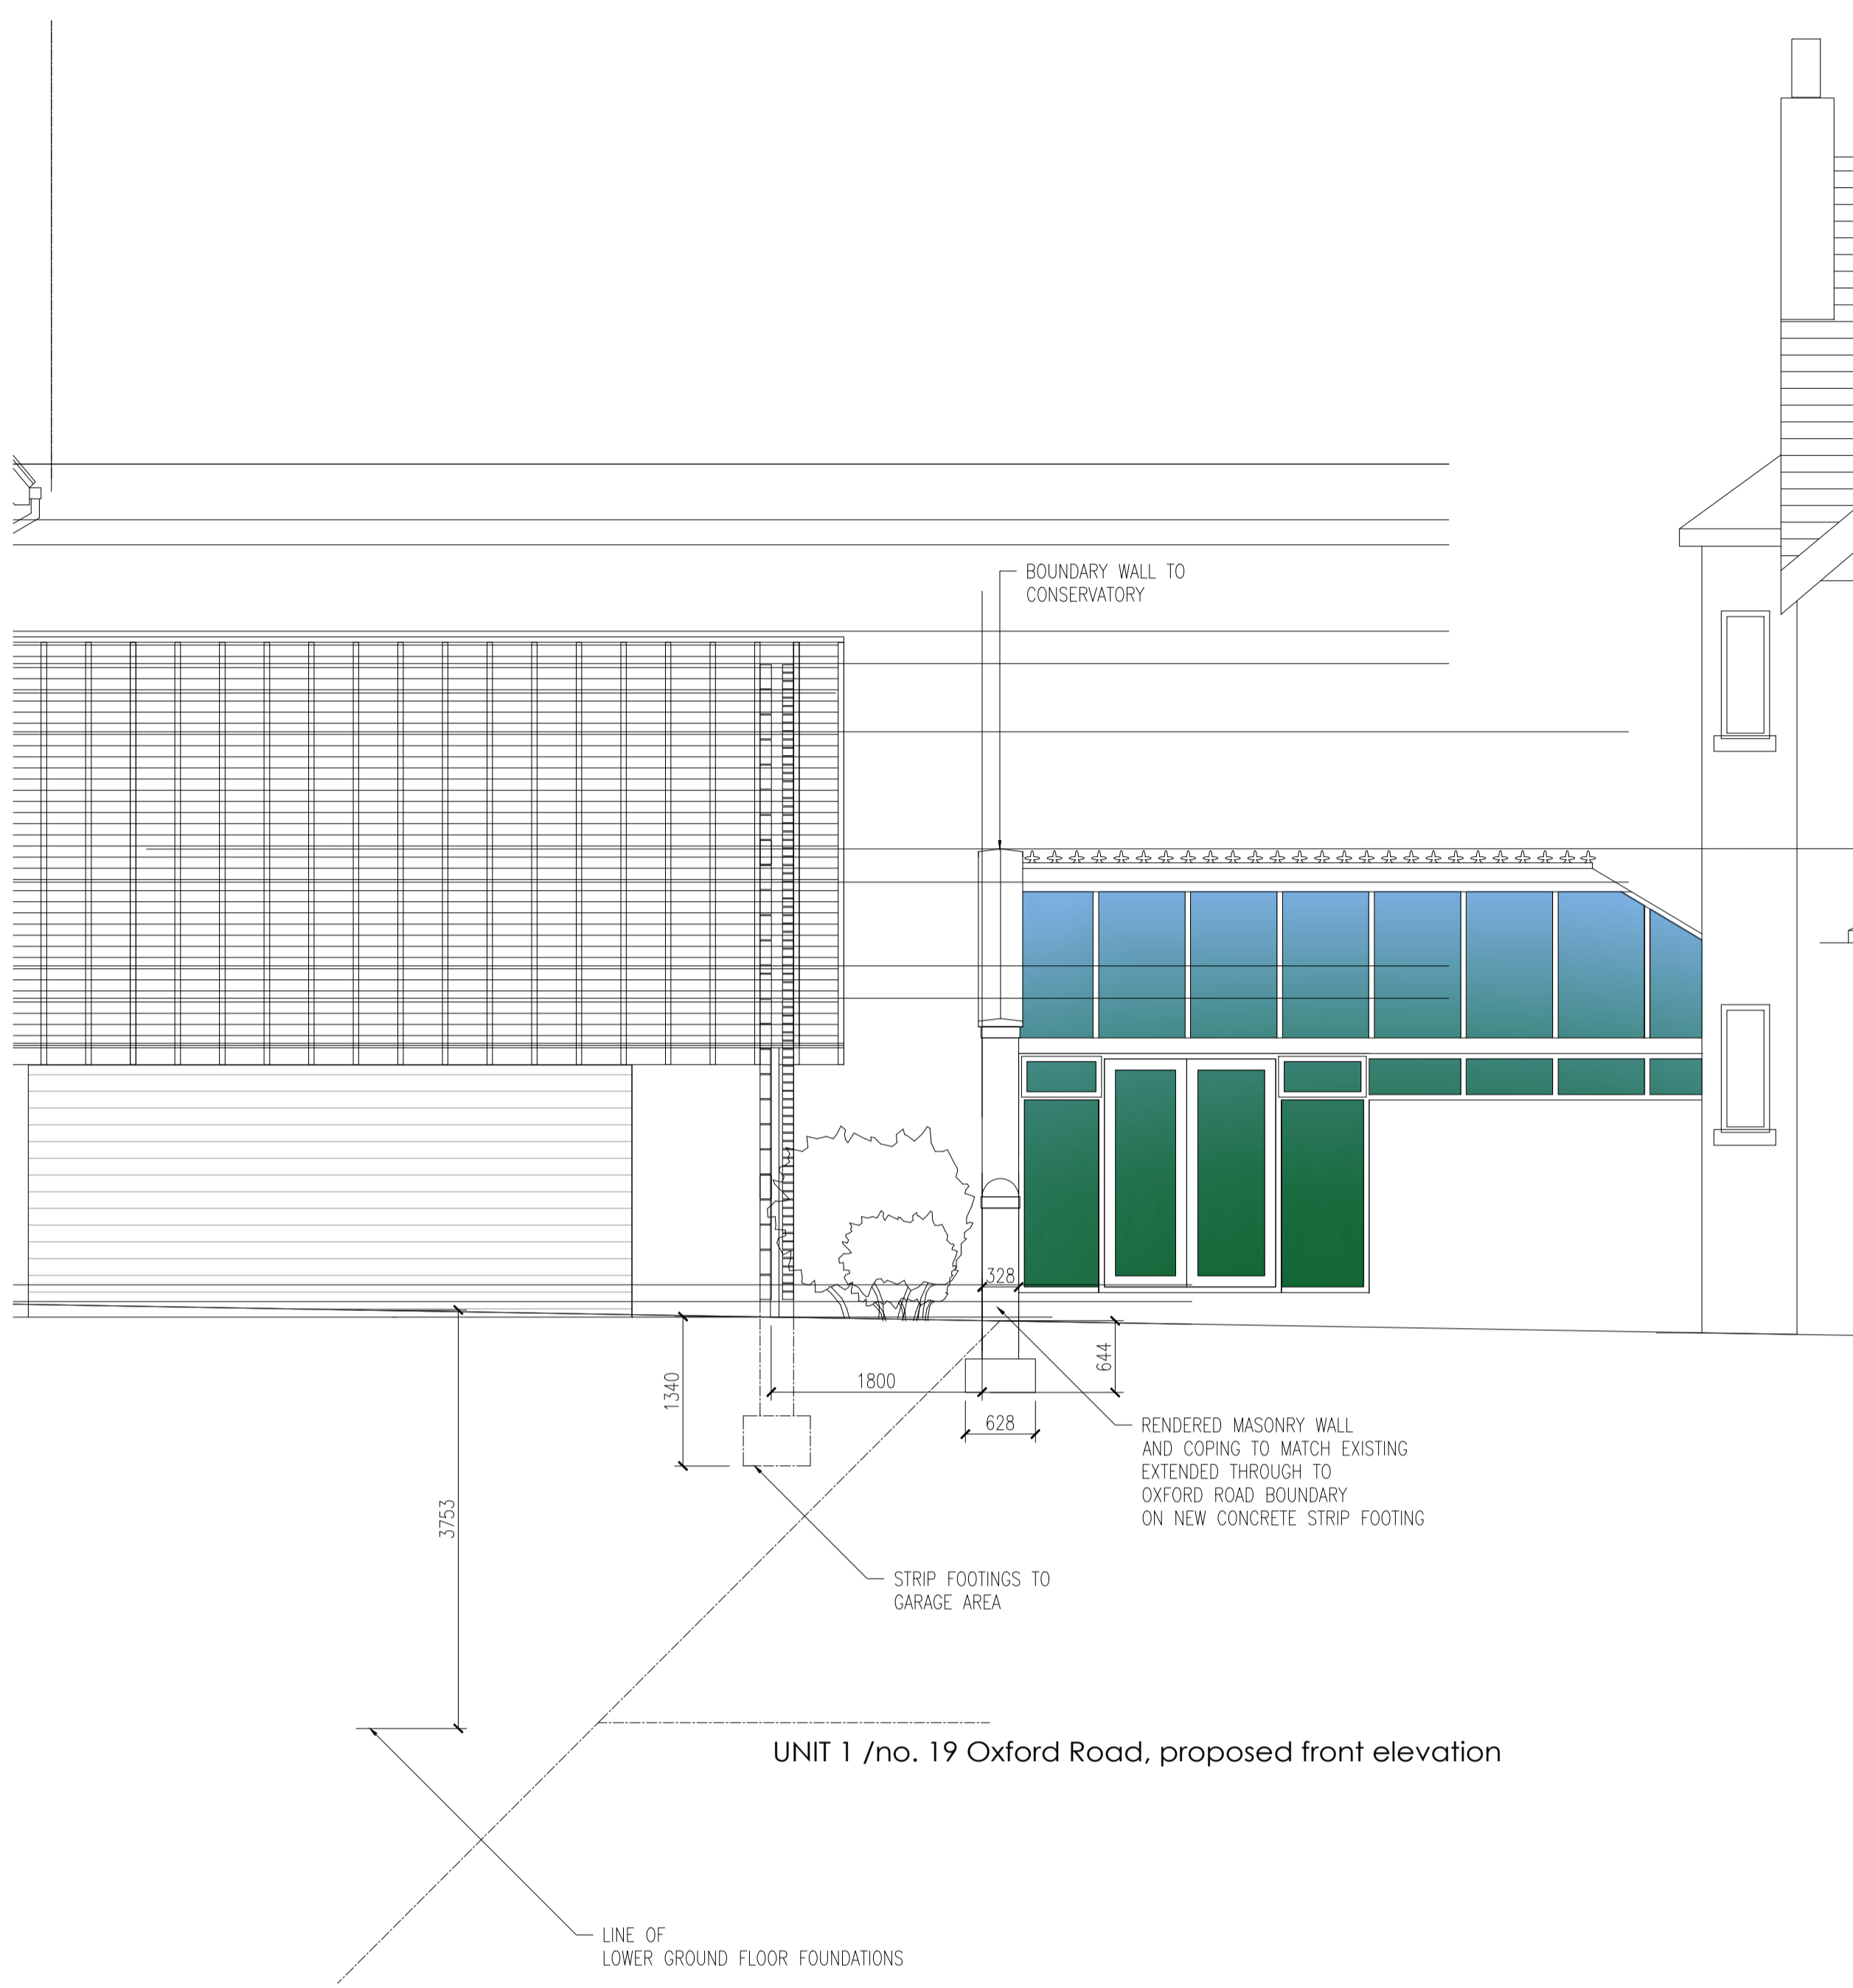 BOUNDARY WALL TO
CONSERVATORY
328
644
1340
1800
628
RENDERED MASONRY WALL
AND COPING TO MATCH EXISTING
EXTENDED THROUGH TO
OXFORD ROAD BOUNDARY
ON NEW CONCRETE STRIP FOOTING
3753
STRIP FOOTINGS TO
GARAGE AREA
UNIT 1 /no. 19 Oxford Road, proposed front elevation
LINE OF
LOWER GROUND FLOOR FOUNDATIONS